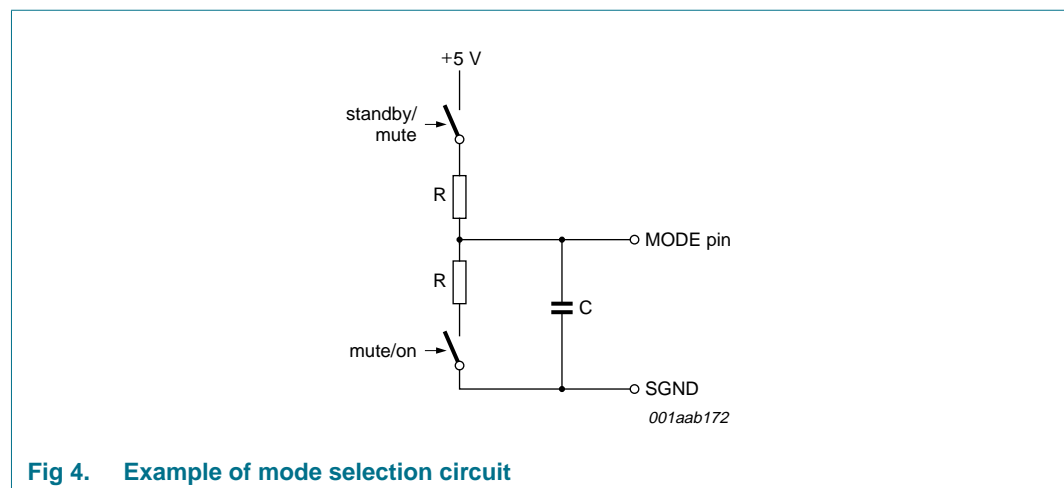 +5 V
standby/
mute
R
MODE pin
R
C
mute/on
SGND
001aab172
Fig 4. Example of mode selection circuit